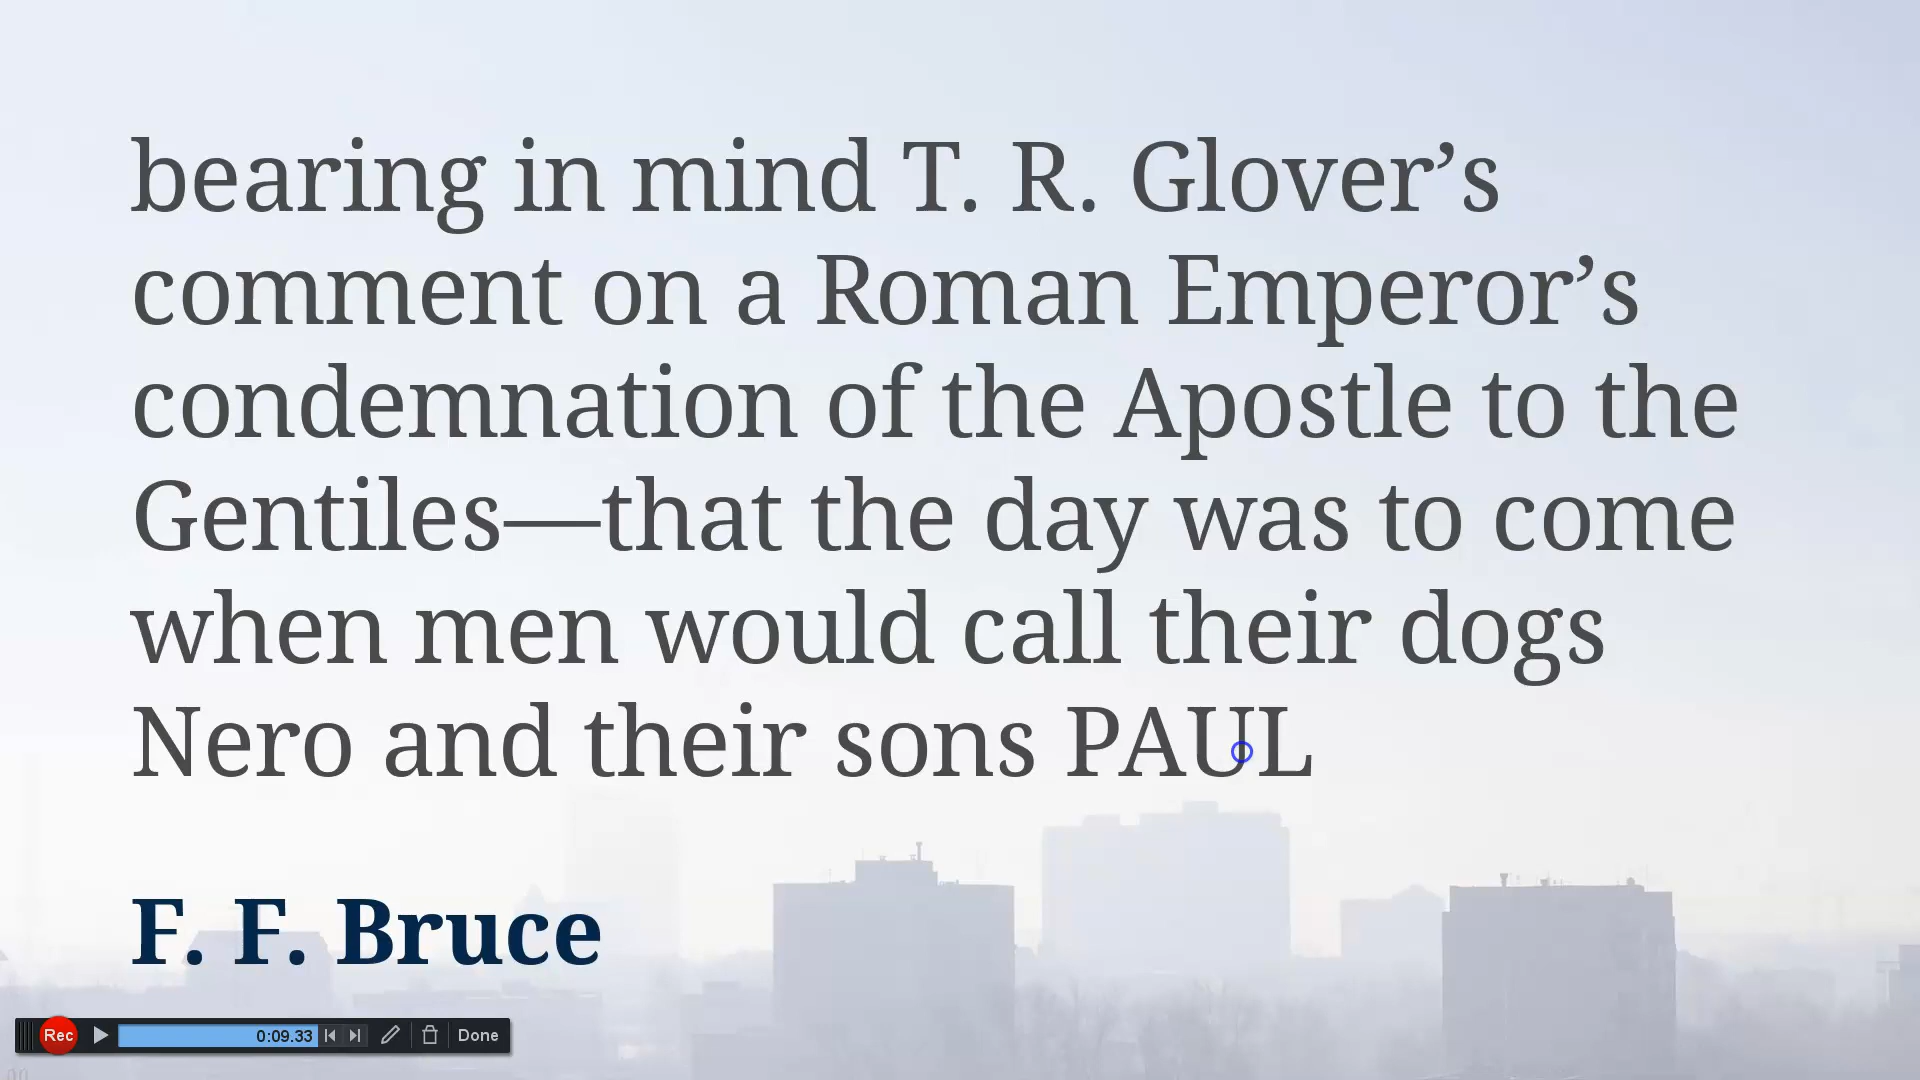 bearing in mind T. R. Glover’s
comment on a Roman Emperor’s
condemnation of the Apostle to the
Gentiles—that the day was to come
when men would call their dogs
Nero and their sons PAUL
F. F. Bruce
Rec 0:09.33 Done